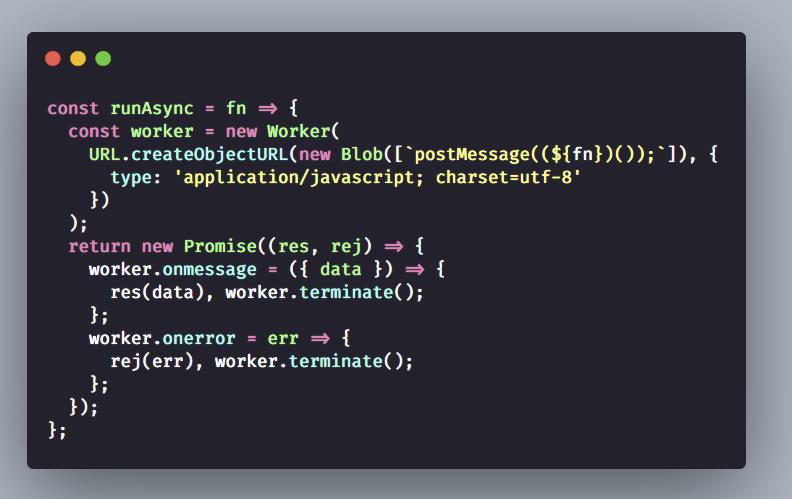 const runAsync = fn => {
  const worker = new Worker(
    URL.createObjectURL(new Blob([`postMessage((${fn})());`]), {
      type: 'application/javascript; charset=utf-8'
    })
  );
  return new Promise((res, rej) => {
    worker.onmessage = ({ data }) => {
      res(data), worker.terminate();
    };
    worker.onerror = err => {
      rej(err), worker.terminate();
    };
  });
};